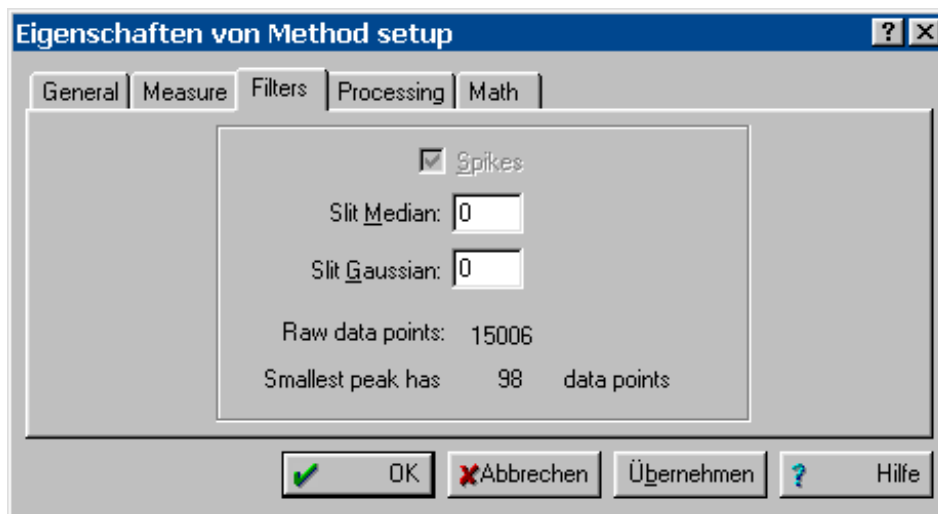 Eigenschaften von Method setup
General Measure Filters Processing Math
Spikes
Slit Median: 0
Slit Gaussian: 0
Raw data points: 15006
Smallest peak has 98 data points
OK Abbrechen Übernehmen ? Hilfe